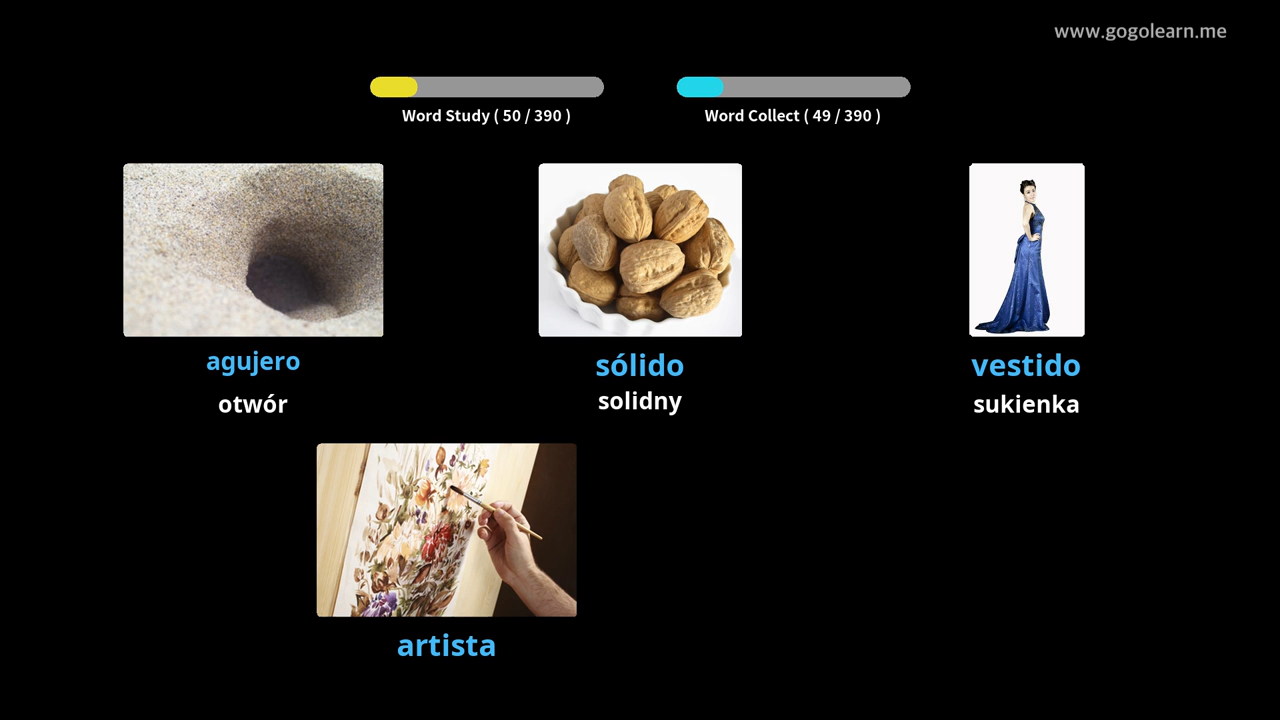 www.gogolearn.me
Word Study ( 50 / 390 )
Word Collect ( 49 / 390 )
agujero
otwór
sólido
solidny
vestido
sukienka
artista